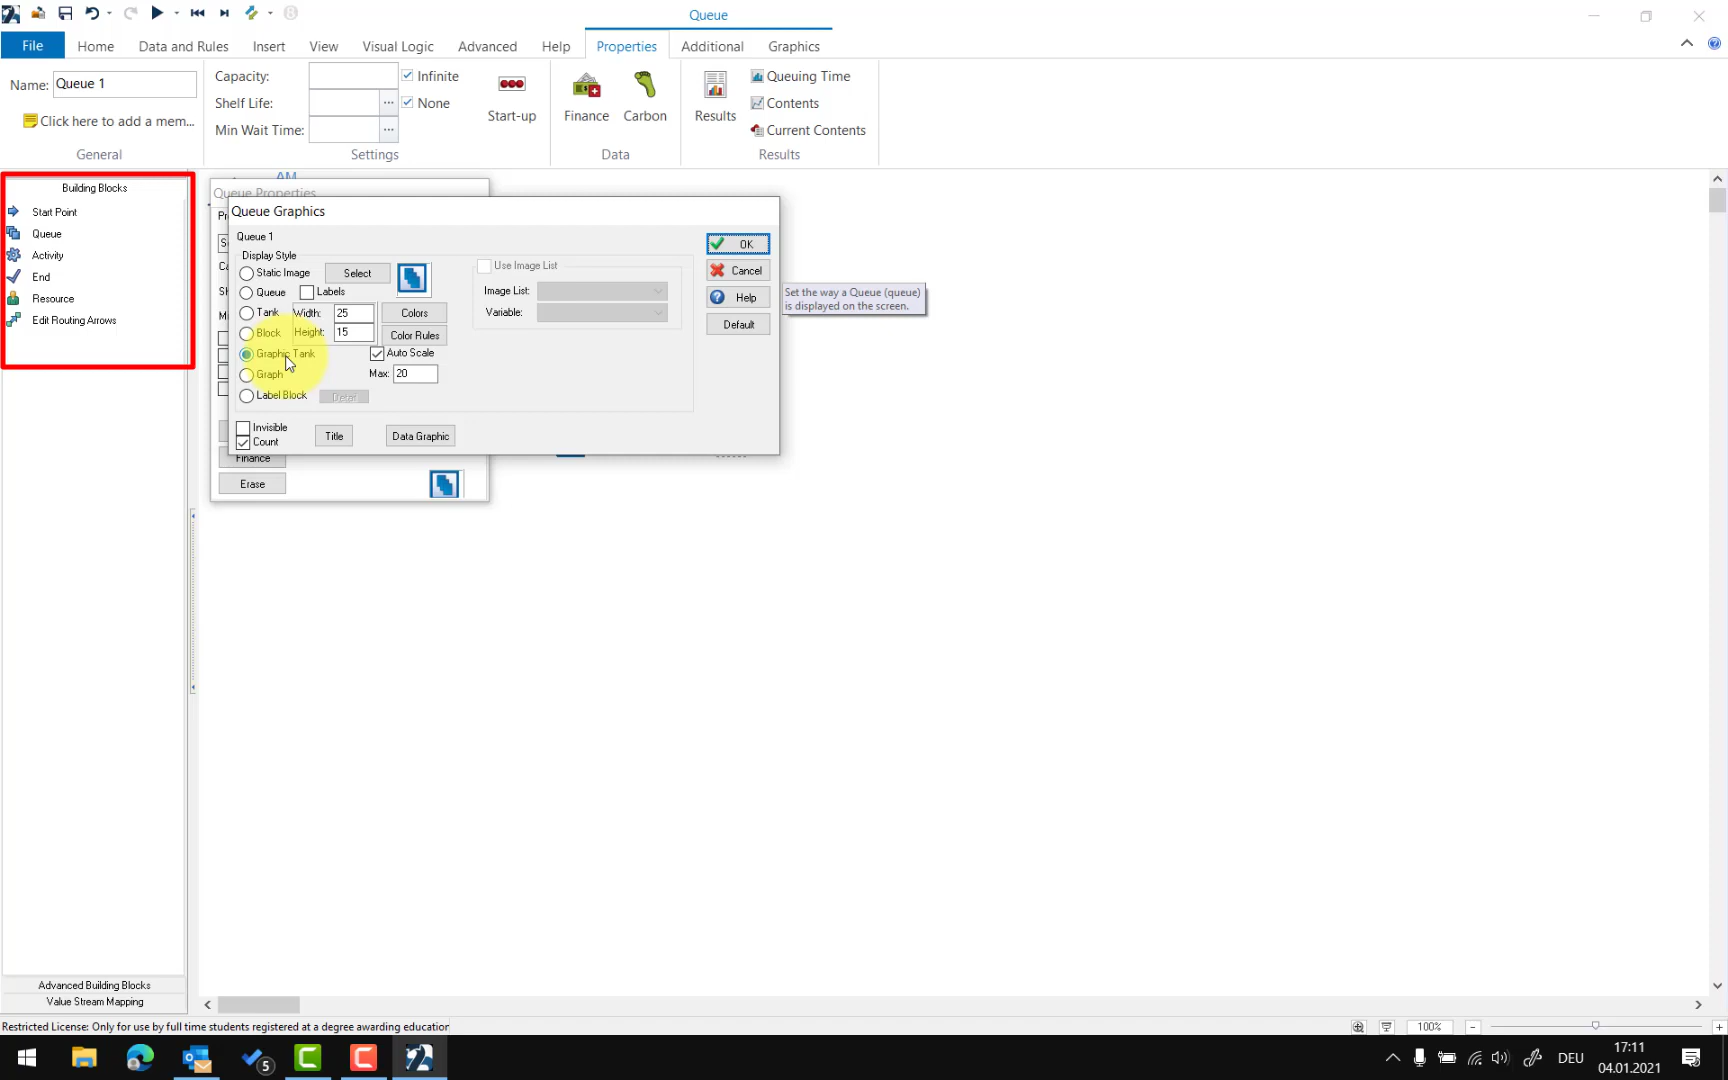 Queue
File
Home
Data and Rules
Insert
View
Visual Logic
Advanced
Help
Properties
Additional
Graphics
Name:
Queue 1
Click here to add a mem...
General
Capacity:
Infinite
Shelf Life:
...
None
Min Wait Time:
...
Start-up
Settings
Finance
Carbon
Data
Results
Queuing Time
Contents
Current Contents
Results
Building Blocks
Start Point
Queue
Activity
End
Resource
Edit Routing Arrows
Advanced Building Blocks
Value Stream Mapping
AM
Queue Properties
Queue Graphics
Queue 1
Display Style
Static Image
Select
Queue
Labels
Tank
Width:
25
Colors
Block
Height:
15
Color Rules
Graphic Tank
Auto Scale
Graph
Max:
20
Label Block
Detail
Use Image List
Image List:
Variable:
OK
Cancel
Help
Default
Set the way a Queue (queue)
is displayed on the screen.
Invisible
Count
Title
Data Graphic
Finance
Erase
Restricted License: Only for use by full time students registered at a degree awarding education
100%
5
DEU
17:11
04.01.2021